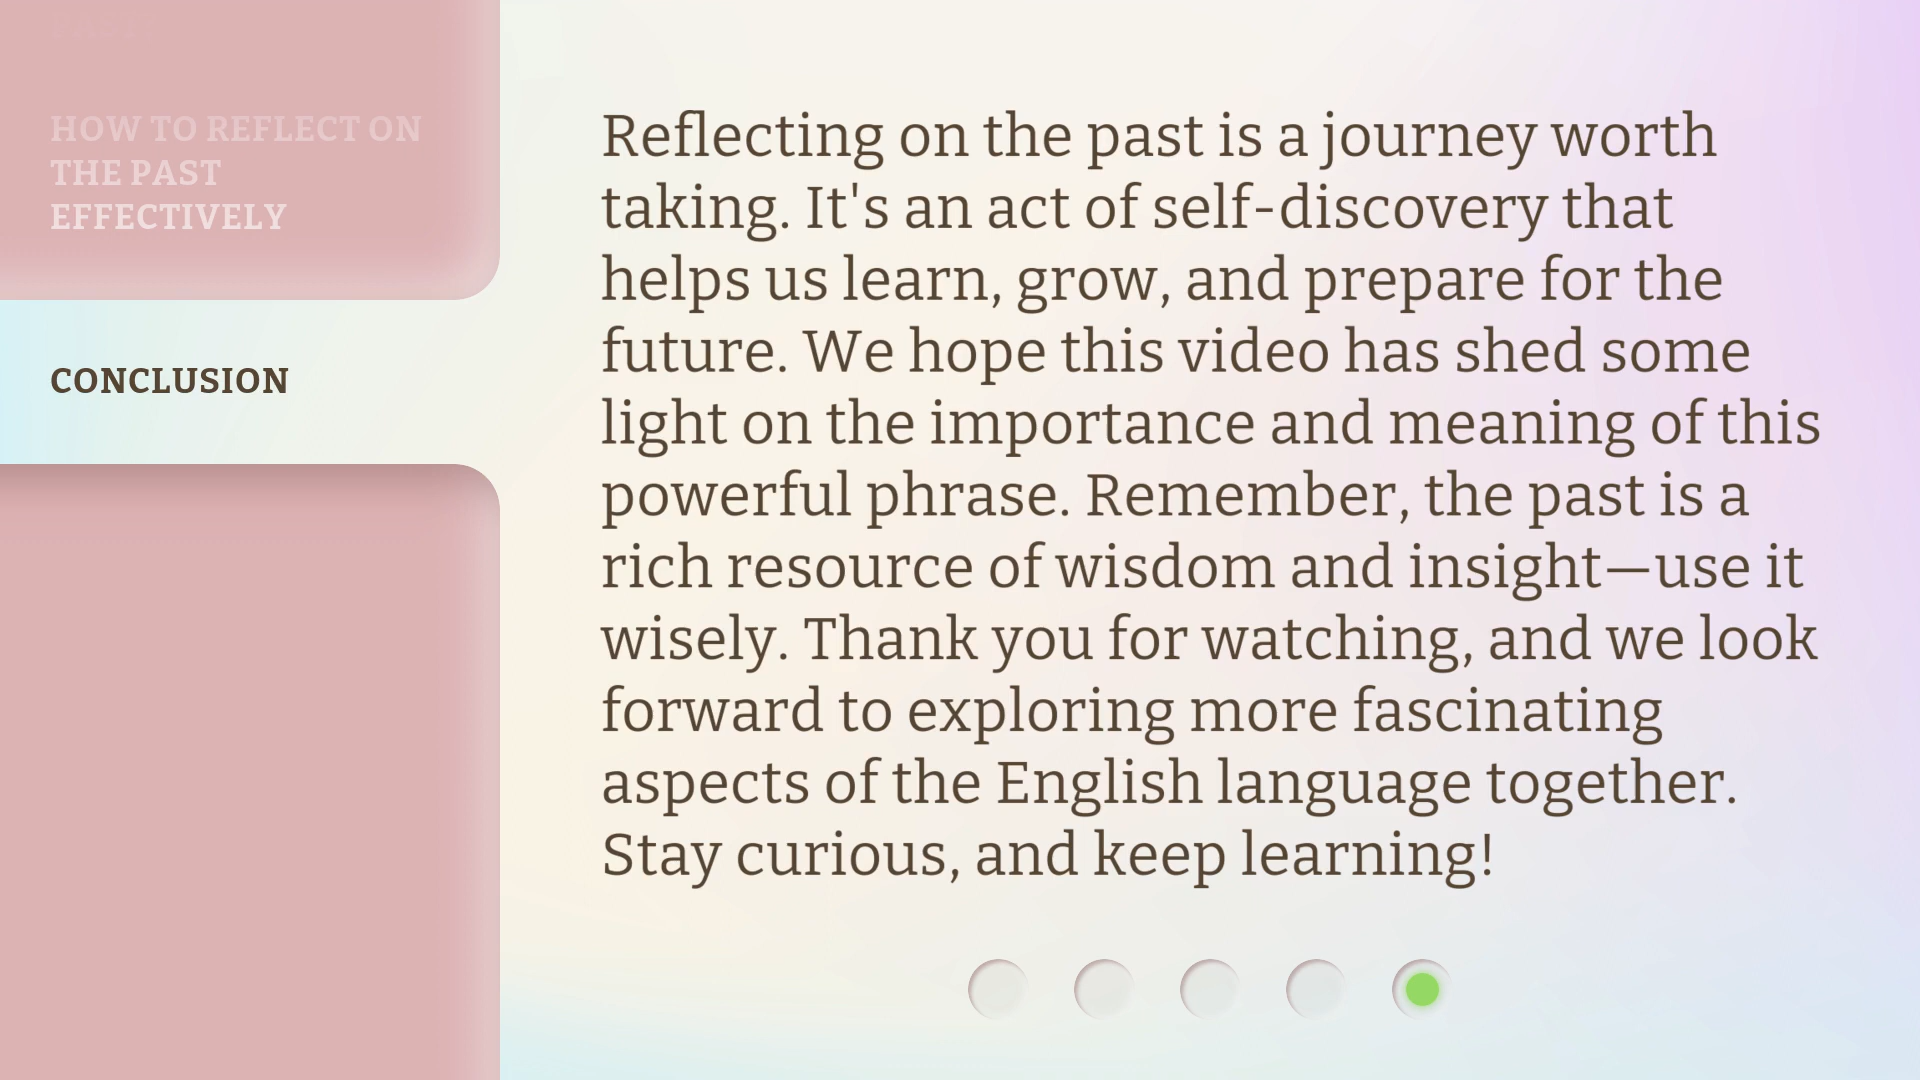 PAST?
HOW TO REFLECT ON
THE PAST
EFFECTIVELY
CONCLUSION
Reflecting on the past is a journey worth
taking. It's an act of self-discovery that
helps us learn, grow, and prepare for the
future. We hope this video has shed some
light on the importance and meaning of this
powerful phrase. Remember, the past is a
rich resource of wisdom and insight—use it
wisely. Thank you for watching, and we look
forward to exploring more fascinating
aspects of the English language together.
Stay curious, and keep learning!